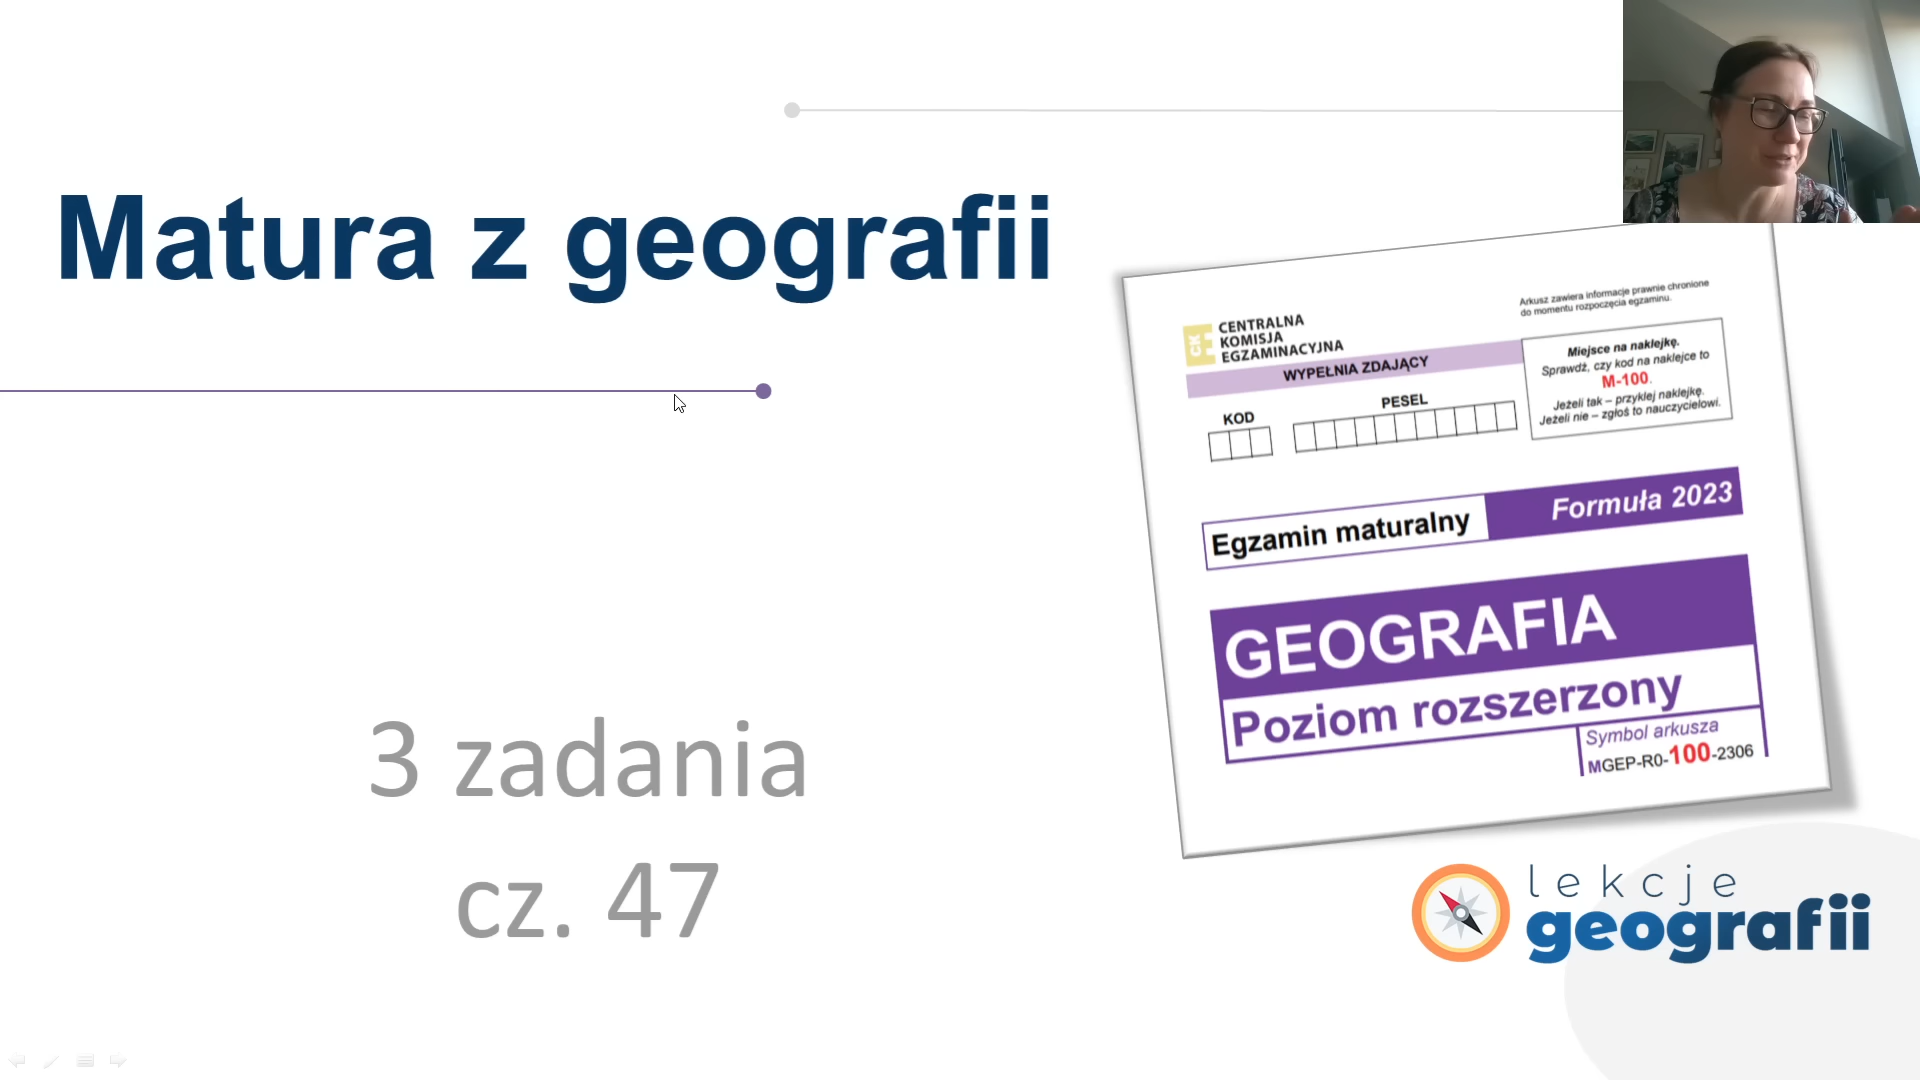 Matura z geografii
3 zadania
cz. 47
Arkusz zawiera informacje prawnie chronione
do momentu rozpoczęcia egzaminu.
CKE
CENTRALNA
KOMISJA
EGZAMINACYJNA
WYPEŁNIA ZDAJĄCY
KOD
PESEL
Miejsce na naklejkę.
Sprawdź, czy kod na naklejce to
M-100.
Jeżeli tak – przyklej naklejkę.
Jeżeli nie – zgłoś to nauczycielowi.
Egzamin maturalny
Formuła 2023
GEOGRAFIA
Poziom rozszerzony
Symbol arkusza
MGEP-R0-100-2306
lekcje
geografii